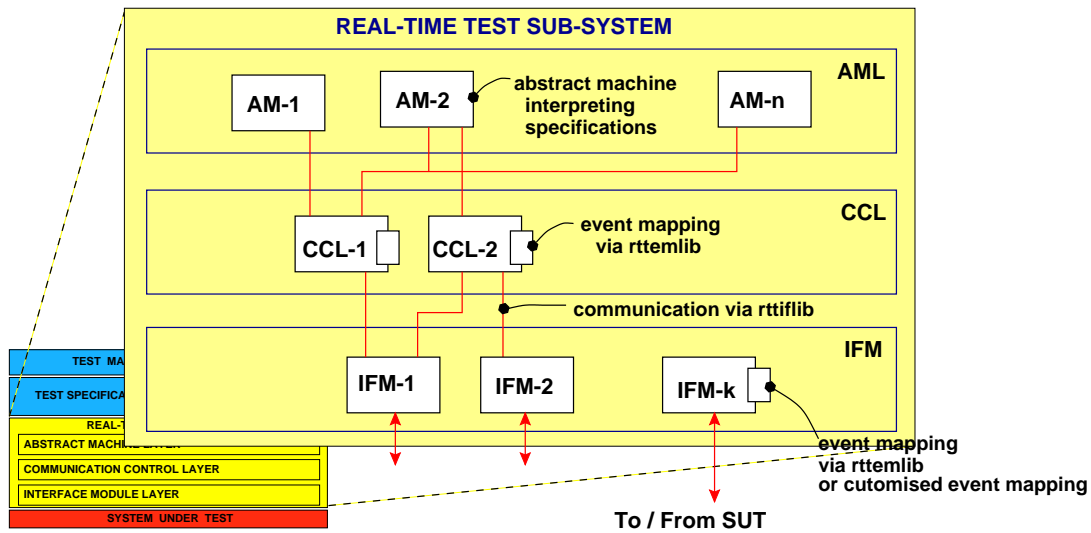 REAL-TIME TEST SUB-SYSTEM
AML
AM-1
AM-2
abstract machine
interpreting
specifications
AM-n
CCL
CCL-1
CCL-2
event mapping
via rttemlib
communication via rttiflib
IFM
IFM-1
IFM-2
IFM-k
event mapping
via rttemlib
or cutomised event mapping
To / From SUT
TEST MA
TEST SPECIFICA
REAL-T
ABSTRACT MACHINE LAYER
COMMUNICATION CONTROL LAYER
INTERFACE MODULE LAYER
SYSTEM UNDER TEST